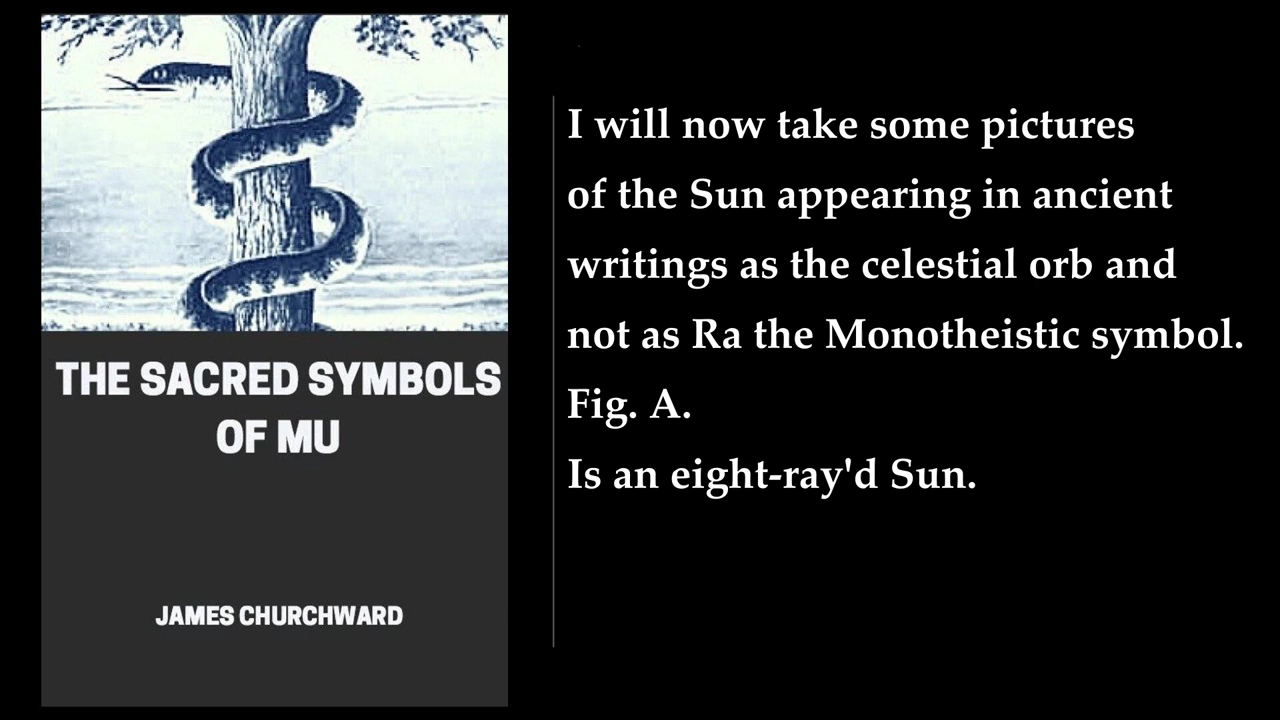 THE SACRED SYMBOLS
OF MU
JAMES CHURCHWARD
I will now take some pictures
of the Sun appearing in ancient
writings as the celestial orb and
not as Ra the Monotheistic symbol.
Fig. A.
Is an eight-ray'd Sun.